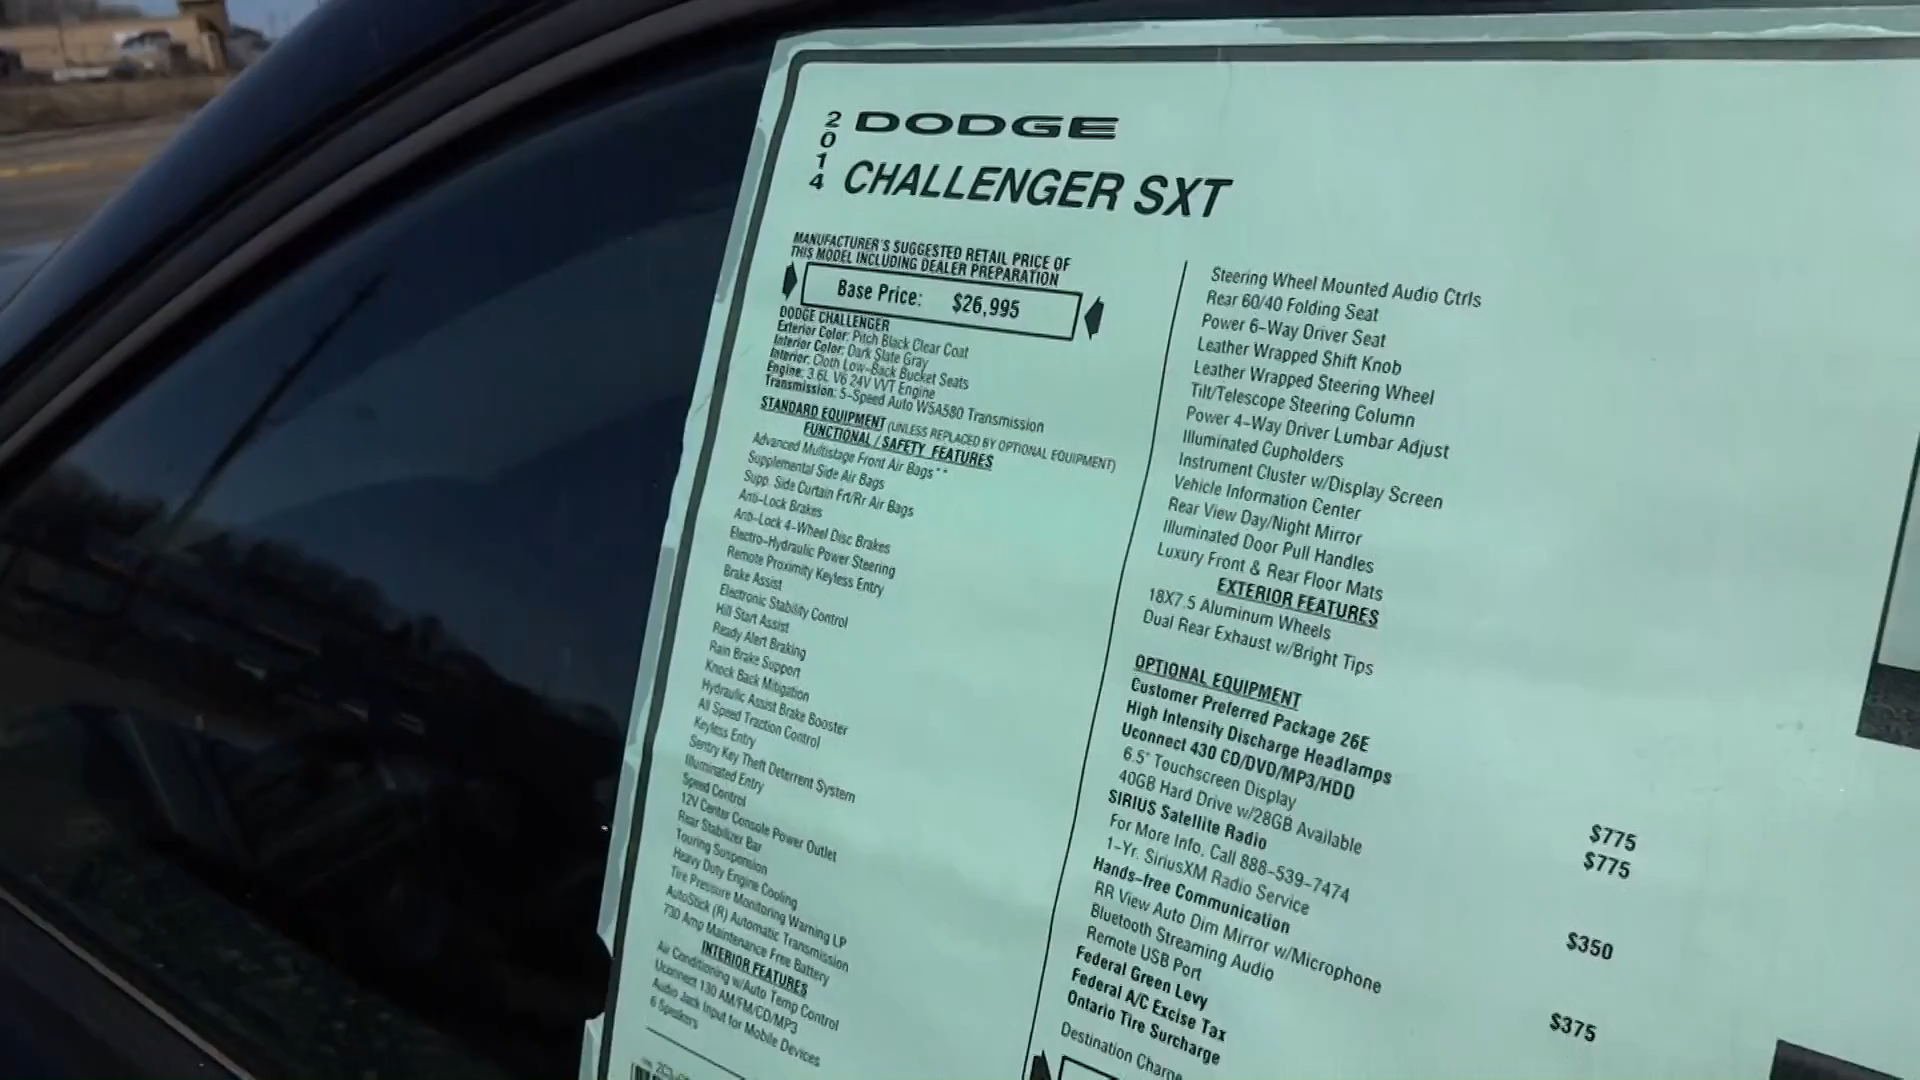 2014
DODGE
CHALLENGER SXT
MANUFACTURER'S SUGGESTED RETAIL PRICE OF
THIS MODEL INCLUDING DEALER PREPARATION
Base Price: $26,995
DODGE CHALLENGER
Exterior Color: Pitch Black Clear Coat
Interior Color: Dark Slate Gray
Interior: Cloth Low-Back Bucket Seats
Engine: 3.6L V6 24V VVT Engine
Transmission: 5-Speed Auto W5A580 Transmission
STANDARD EQUIPMENT (UNLESS REPLACED BY OPTIONAL EQUIPMENT)
FUNCTIONAL / SAFETY FEATURES
Advanced Multistage Front Air Bags**
Supplemental Side Air Bags
Supp. Side Curtain Frt/Rr Air Bags
Anti-Lock Brakes
Anti-Lock 4-Wheel Disc Brakes
Electro-Hydraulic Power Steering
Remote Proximity Keyless Entry
Brake Assist
Electronic Stability Control
Hill Start Assist
Ready Alert Braking
Rain Brake Support
Knock Back Mitigation
Hydraulic Assist Brake Booster
All Speed Traction Control
Keyless Entry
Sentry Key Theft Deterrent System
Illuminated Entry
Speed Control
12V Center Console Power Outlet
Rear Stabilizer Bar
Touring Suspension
Heavy Duty Engine Cooling
Tire Pressure Monitoring Warning LP
AutoStick (R) Automatic Transmission
730 Amp Maintenance Free Battery
INTERIOR FEATURES
Air Conditioning w/Auto Temp Control
Uconnect 130 AM/FM/CD/MP3
Audio Jack Input for Mobile Devices
6 Speakers
Steering Wheel Mounted Audio Ctrls
Rear 60/40 Folding Seat
Power 6-Way Driver Seat
Leather Wrapped Shift Knob
Leather Wrapped Steering Wheel
Tilt/Telescope Steering Column
Power 4-Way Driver Lumbar Adjust
Illuminated Cupholders
Instrument Cluster w/Display Screen
Vehicle Information Center
Rear View Day/Night Mirror
Illuminated Door Pull Handles
Luxury Front & Rear Floor Mats
EXTERIOR FEATURES
18X7.5 Aluminum Wheels
Dual Rear Exhaust w/Bright Tips
OPTIONAL EQUIPMENT
Customer Preferred Package 26E
High Intensity Discharge Headlamps $775
Uconnect 430 CD/DVD/MP3/HDD $775
6.5" Touchscreen Display
40GB Hard Drive w/28GB Available
SIRIUS Satellite Radio $350
For More Info, Call 888-539-7474
1-Yr. SiriusXM Radio Service
Hands-free Communication $375
RR View Auto Dim Mirror w/Microphone
Bluetooth Streaming Audio
Remote USB Port
Federal Green Levy
Federal A/C Excise Tax
Ontario Tire Surcharge
Destination Charge